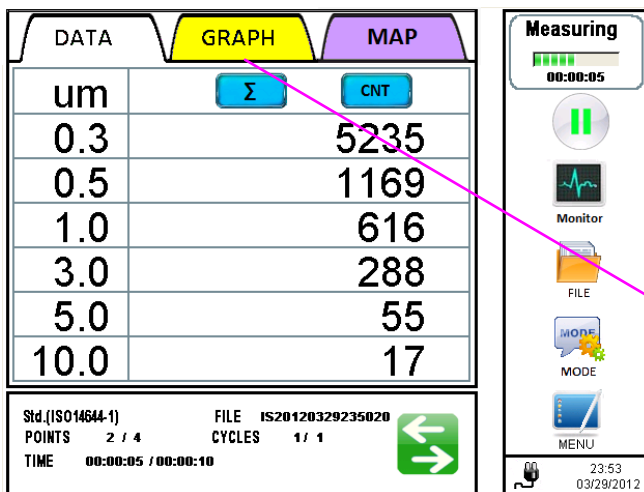 DATA GRAPH MAP
um Σ CNT
0.3 5235
0.5 1169
1.0 616
3.0 288
5.0 55
10.0 17
Std.(ISO14644-1) FILE IS20120329235020
POINTS 2 / 4 CYCLES 1/ 1
TIME 00:00:05 / 00:00:10
Measuring
00:00:05
Monitor
FILE
MODE
MODE
MENU
23:53
03/29/2012